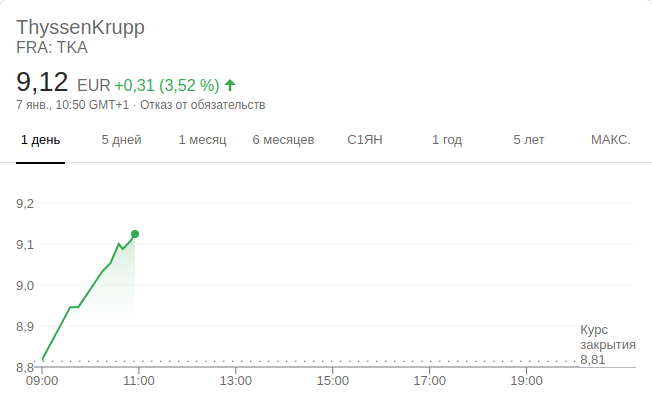 ThyssenKrupp
FRA: TKA
9,12 EUR +0,31 (3,52 %)
7 янв., 10:50 GMT+1 · Отказ от обязательств
1 день 5 дней 1 месяц 6 месяцев С1ЯН 1 год 5 лет МАКС.
9,2
9,1
9,0
8,9
Курс
закрытия
8,81
8,8
09:00 11:00 13:00 15:00 17:00 19:00